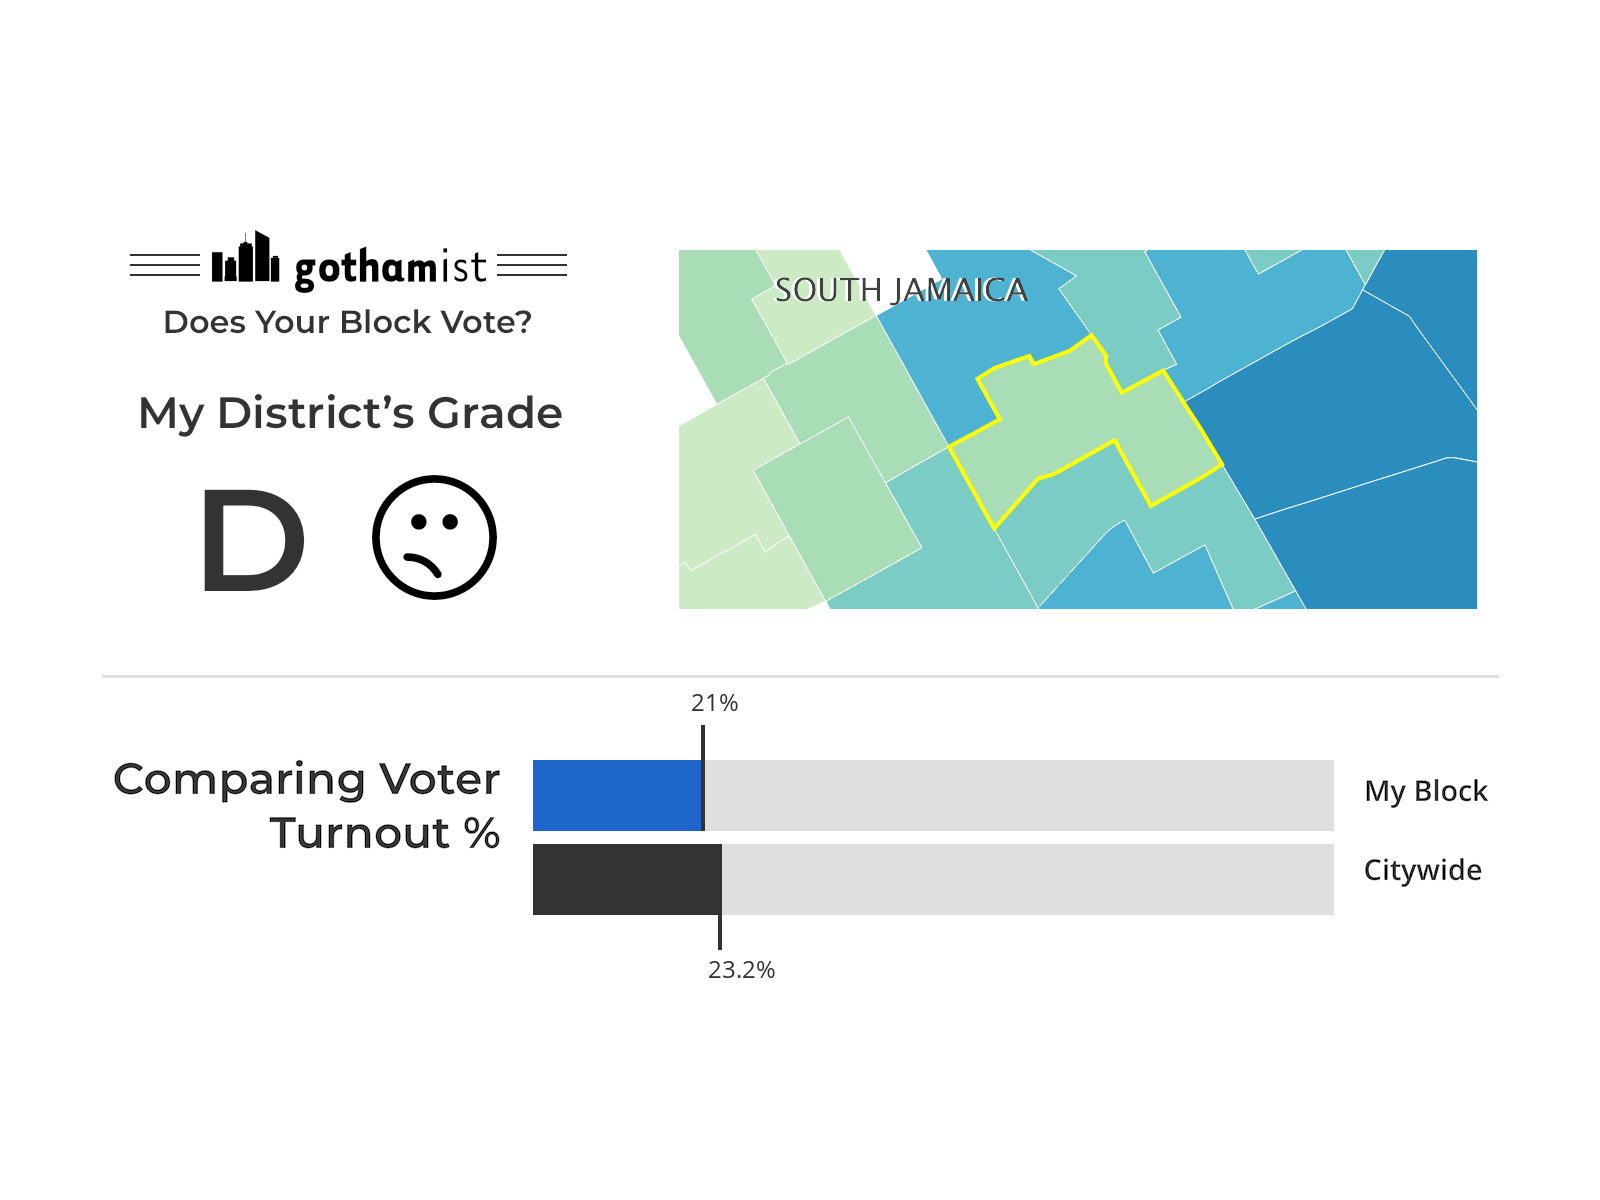 gothamist
Does Your Block Vote?
My District’s Grade
D
SOUTH JAMAICA
21%
Comparing Voter
Turnout %
My Block
Citywide
23.2%